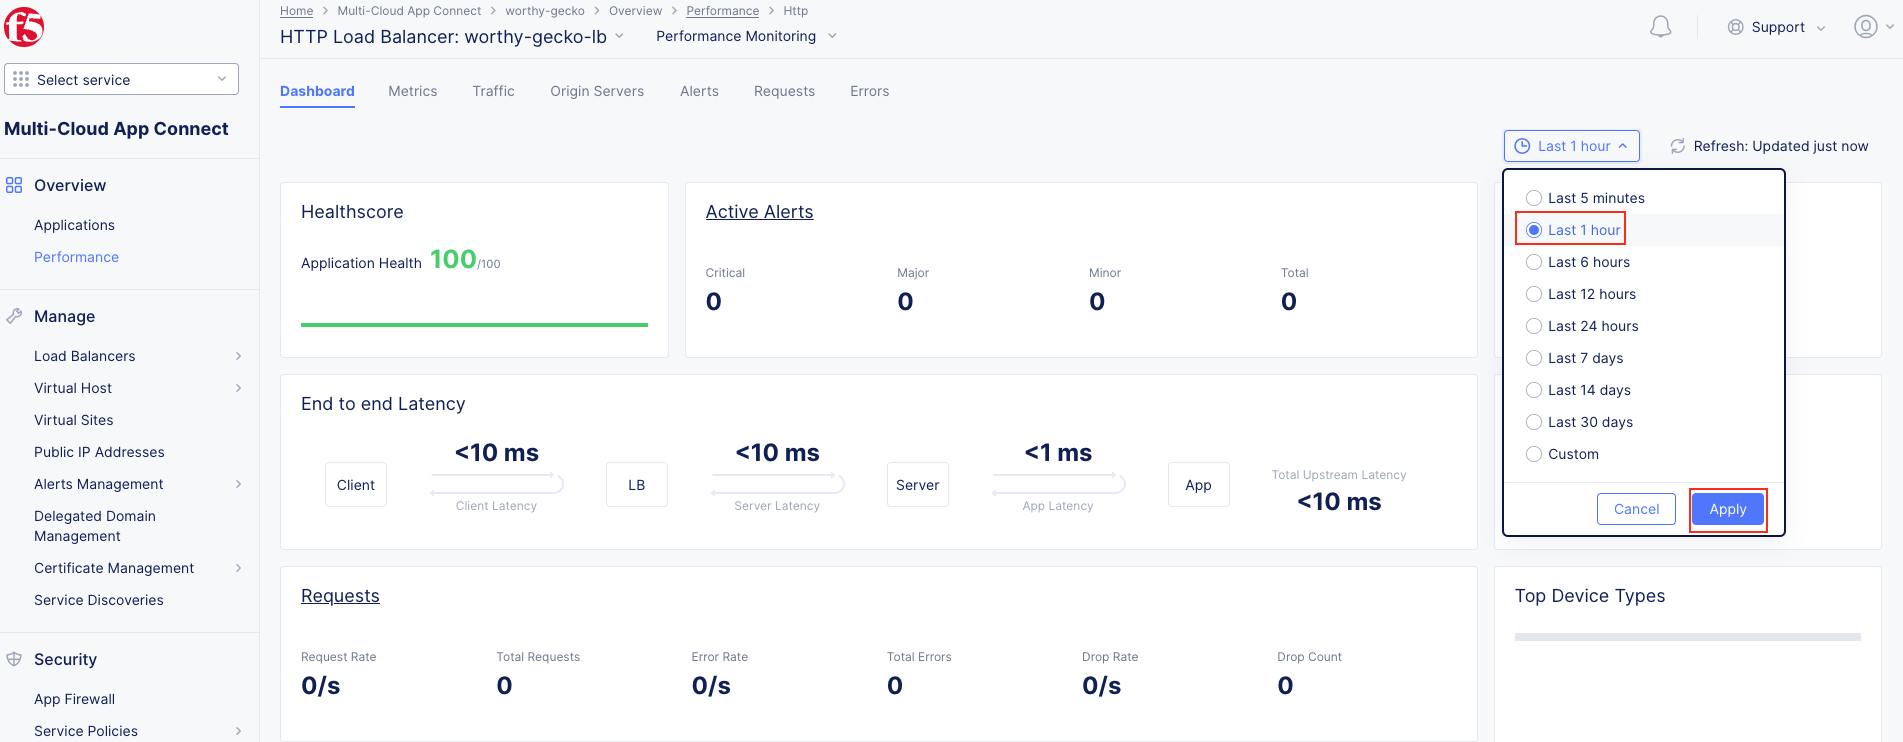 f5
Select service
Multi-Cloud App Connect
Overview
Applications
Performance
Manage
Load Balancers
Virtual Host
Virtual Sites
Public IP Addresses
Alerts Management
Delegated Domain
Management
Certificate Management
Service Discoveries
Security
App Firewall
Service Policies
Home > Multi-Cloud App Connect > worthy-gecko > Overview > Performance > Http
HTTP Load Balancer: worthy-gecko-lb Performance Monitoring
Support
Dashboard Metrics Traffic Origin Servers Alerts Requests Errors
Last 1 hour Refresh: Updated just now
Last 5 minutes
Last 1 hour
Last 6 hours
Last 12 hours
Last 24 hours
Last 7 days
Last 14 days
Last 30 days
Custom
Cancel Apply
Healthscore
Application Health 100/100
Active Alerts
Critical Major Minor Total
0 0 0 0
End to end Latency
<10 ms <10 ms <1 ms
Client LB Server App
Client Latency Server Latency App Latency
Total Upstream Latency
<10 ms
Requests
Request Rate Total Requests Error Rate Total Errors Drop Rate Drop Count
0/s 0 0/s 0 0/s 0
Top Device Types